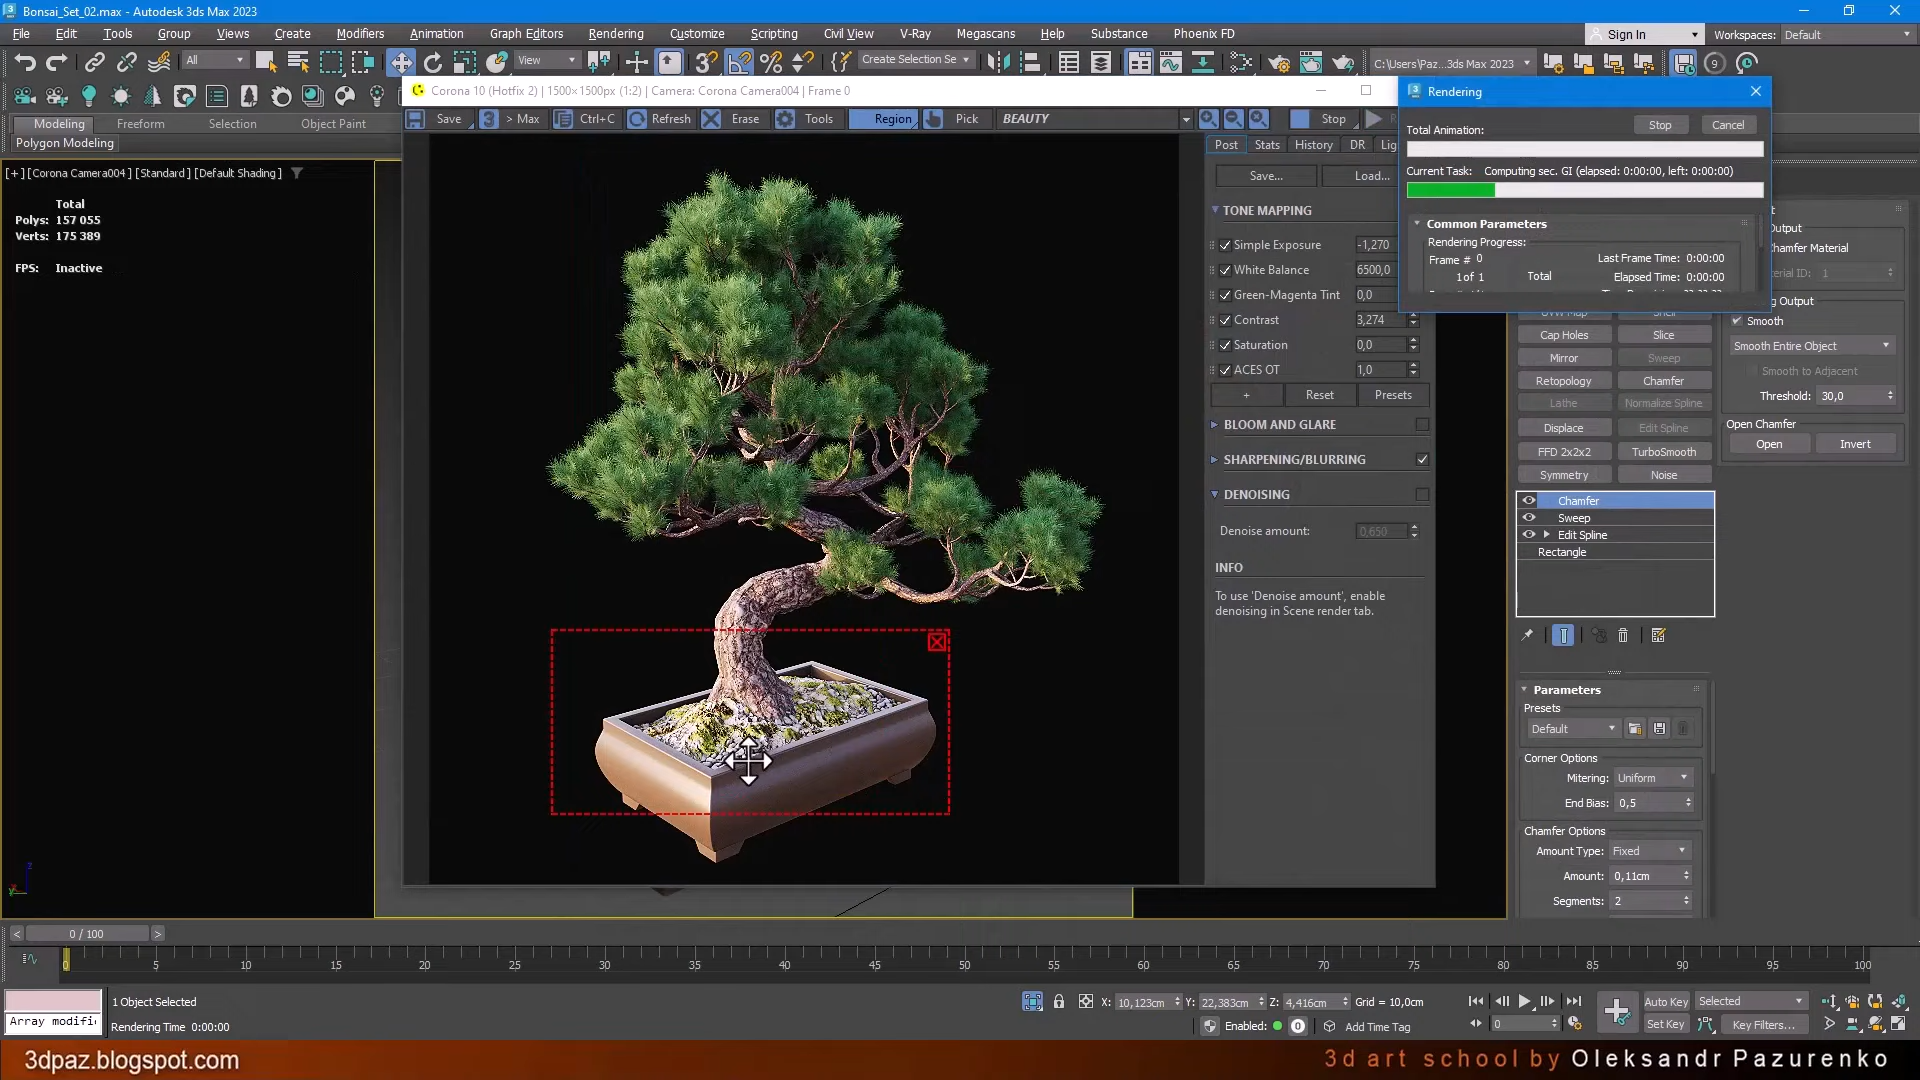 Bonsai_Set_02.max - Autodesk 3ds Max 2023
File Edit Tools Group Views Create Modifiers Animation Graph Editors Rendering Customize Scripting Civil View V-Ray Megascans Help Substance Phoenix FD
Sign In Workspaces: Default
All View Create Selection Se C:\Users\Paz...3ds Max 2023 9
Corona 10 (Hotfix 2) | 1500×1500px (1:2) | Camera: Corona Camera004 | Frame 0
Rendering
Modeling Freeform Selection Object Paint
Polygon Modeling
Save > Max Ctrl+C Refresh Erase Tools Region Pick BEAUTY Stop
Post Stats History DR Lig
Save... Load...
TONE MAPPING
Simple Exposure -1,270
White Balance 6500,0
Green-Magenta Tint 0,0
Contrast 3,274
Saturation 0,0
ACES OT 1,0
+ Reset Presets
BLOOM AND GLARE
SHARPENING/BLURRING
DENOISING
Denoise amount: 0,650
INFO
To use 'Denoise amount', enable
denoising in Scene render tab.
Total Animation: Stop Cancel
Current Task: Computing sec. GI (elapsed: 0:00:00, left: 0:00:00)
Common Parameters
Rendering Progress:
Frame # 0 Last Frame Time: 0:00:00
1 of 1 Total Elapsed Time: 0:00:00
[+] [Corona Camera004] [Standard] [Default Shading]
Total
Polys: 157 055
Verts: 175 389
FPS: Inactive
Cap Holes Slice
Mirror Sweep
Retopology Chamfer
Lathe Normalize Spline
Displace Edit Spline
FFD 2x2x2 TurboSmooth
Symmetry Noise
Chamfer
Sweep
Edit Spline
Rectangle
Parameters
Presets
Default
Corner Options
Mitering: Uniform
End Bias: 0,5
Chamfer Options
Amount Type: Fixed
Amount: 0,11cm
Segments: 2
Output
hamfer Material
ID: 1
Output
Smooth
Smooth Entire Object
Smooth to Adjacent
Threshold: 30,0
Open Chamfer
Open Invert
< 0 / 100 >
0 5 10 15 20 25 30 35 40 45 50 55 60 65 70 75 80 85 90 95 100
1 Object Selected X: 10,123cm Y: 22,383cm Z: 4,416cm Grid = 10,0cm Auto Key Selected
Array modifi
Rendering Time 0:00:00 Enabled: 0 Add Time Tag 0 Set Key Key Filters...
3dpaz.blogspot.com
3d art school by Oleksandr Pazurenko